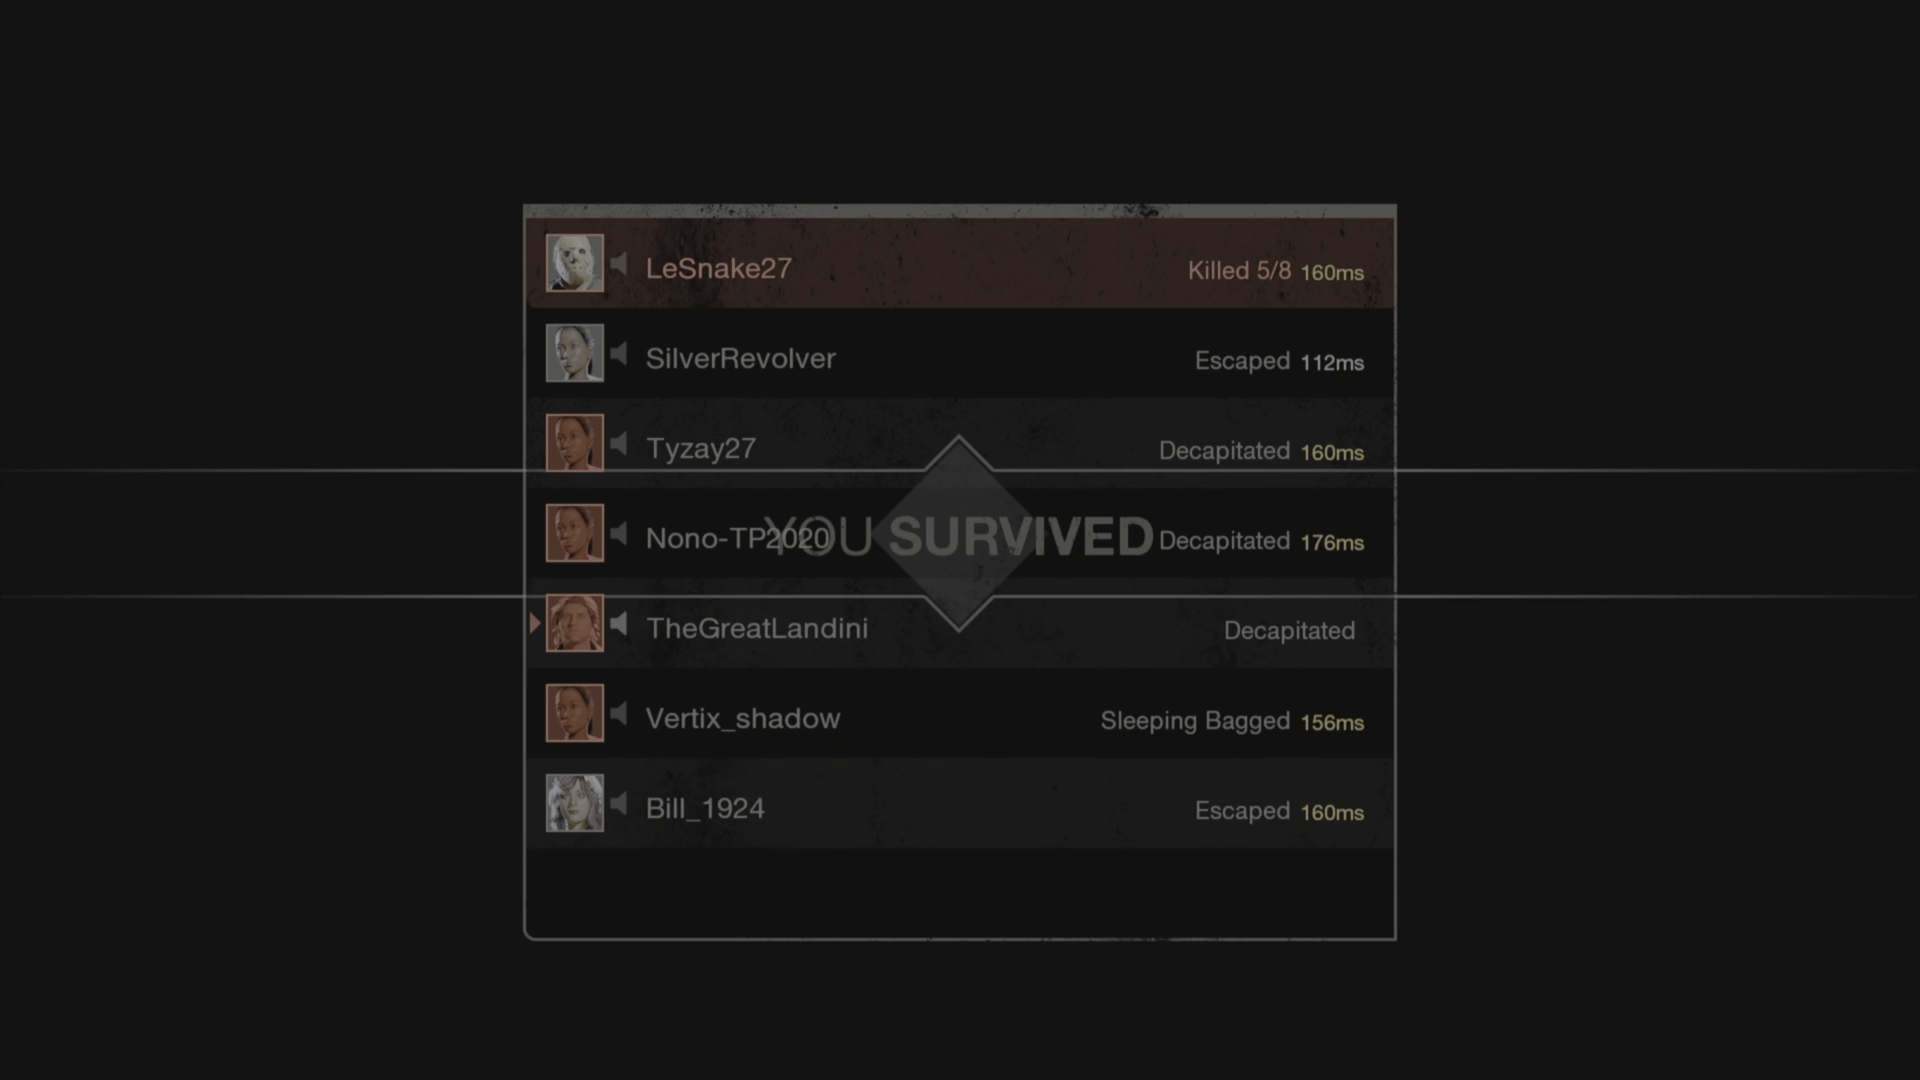 LeSnake27 Killed 5/8 160ms
SilverRevolver Escaped 112ms
Tyzay27 Decapitated 160ms
Nono-TP2020 Decapitated 176ms
YOU SURVIVED
TheGreatLandini Decapitated
Vertix_shadow Sleeping Bagged 156ms
Bill_1924 Escaped 160ms